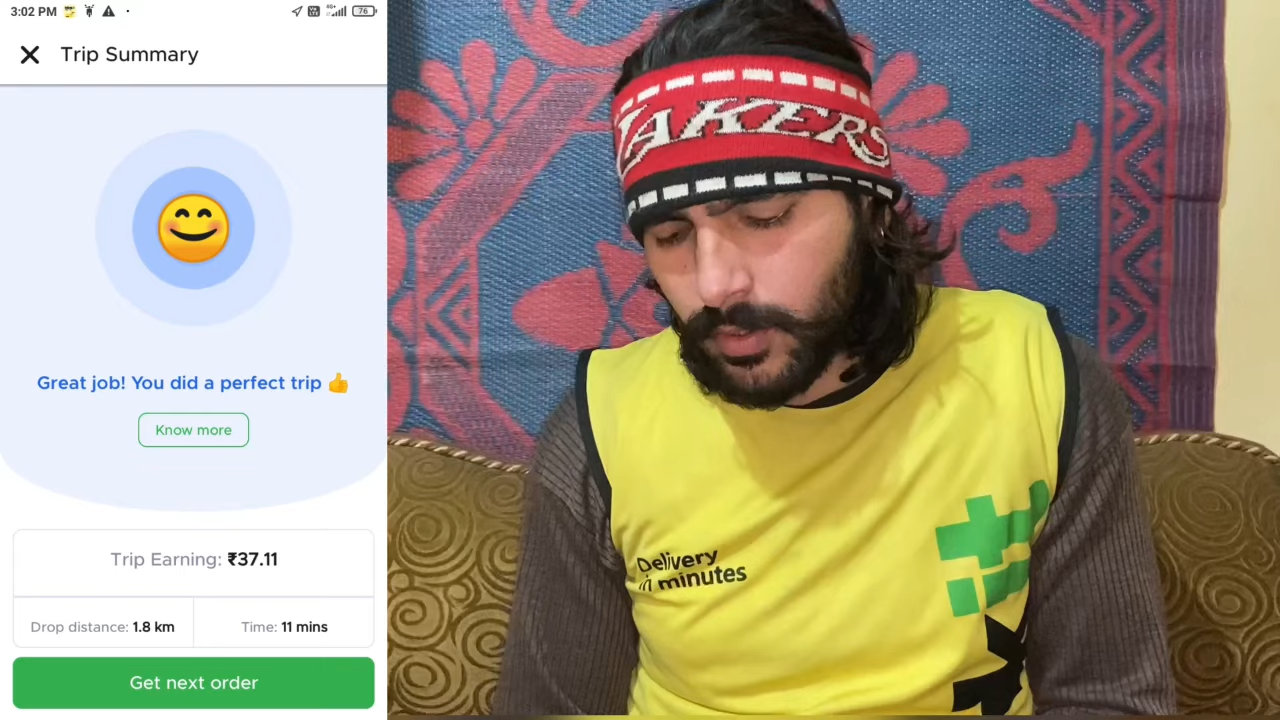 3:02 PM
4G+
76
Trip Summary
Great job! You did a perfect trip 👍
Know more
Trip Earning: ₹37.11
Drop distance: 1.8 km
Time: 11 mins
Get next order
LAKERS
Delivery
minutes